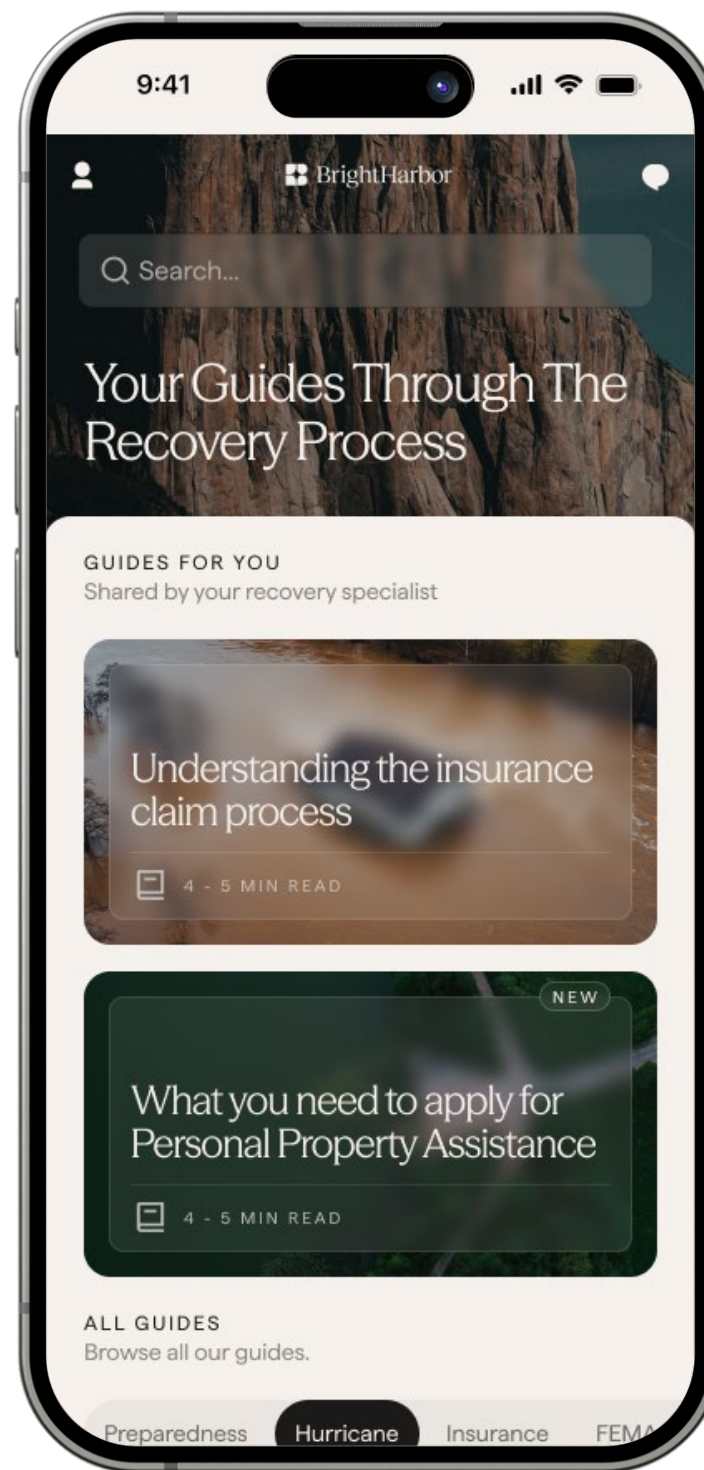 9:41
BrightHarbor
Search...
Your Guides Through The
Recovery Process
GUIDES FOR YOU
Shared by your recovery specialist
Understanding the insurance
claim process
4 - 5 MIN READ
NEW
What you need to apply for
Personal Property Assistance
4 - 5 MIN READ
ALL GUIDES
Browse all our guides.
Preparedness Hurricane Insurance FEMA